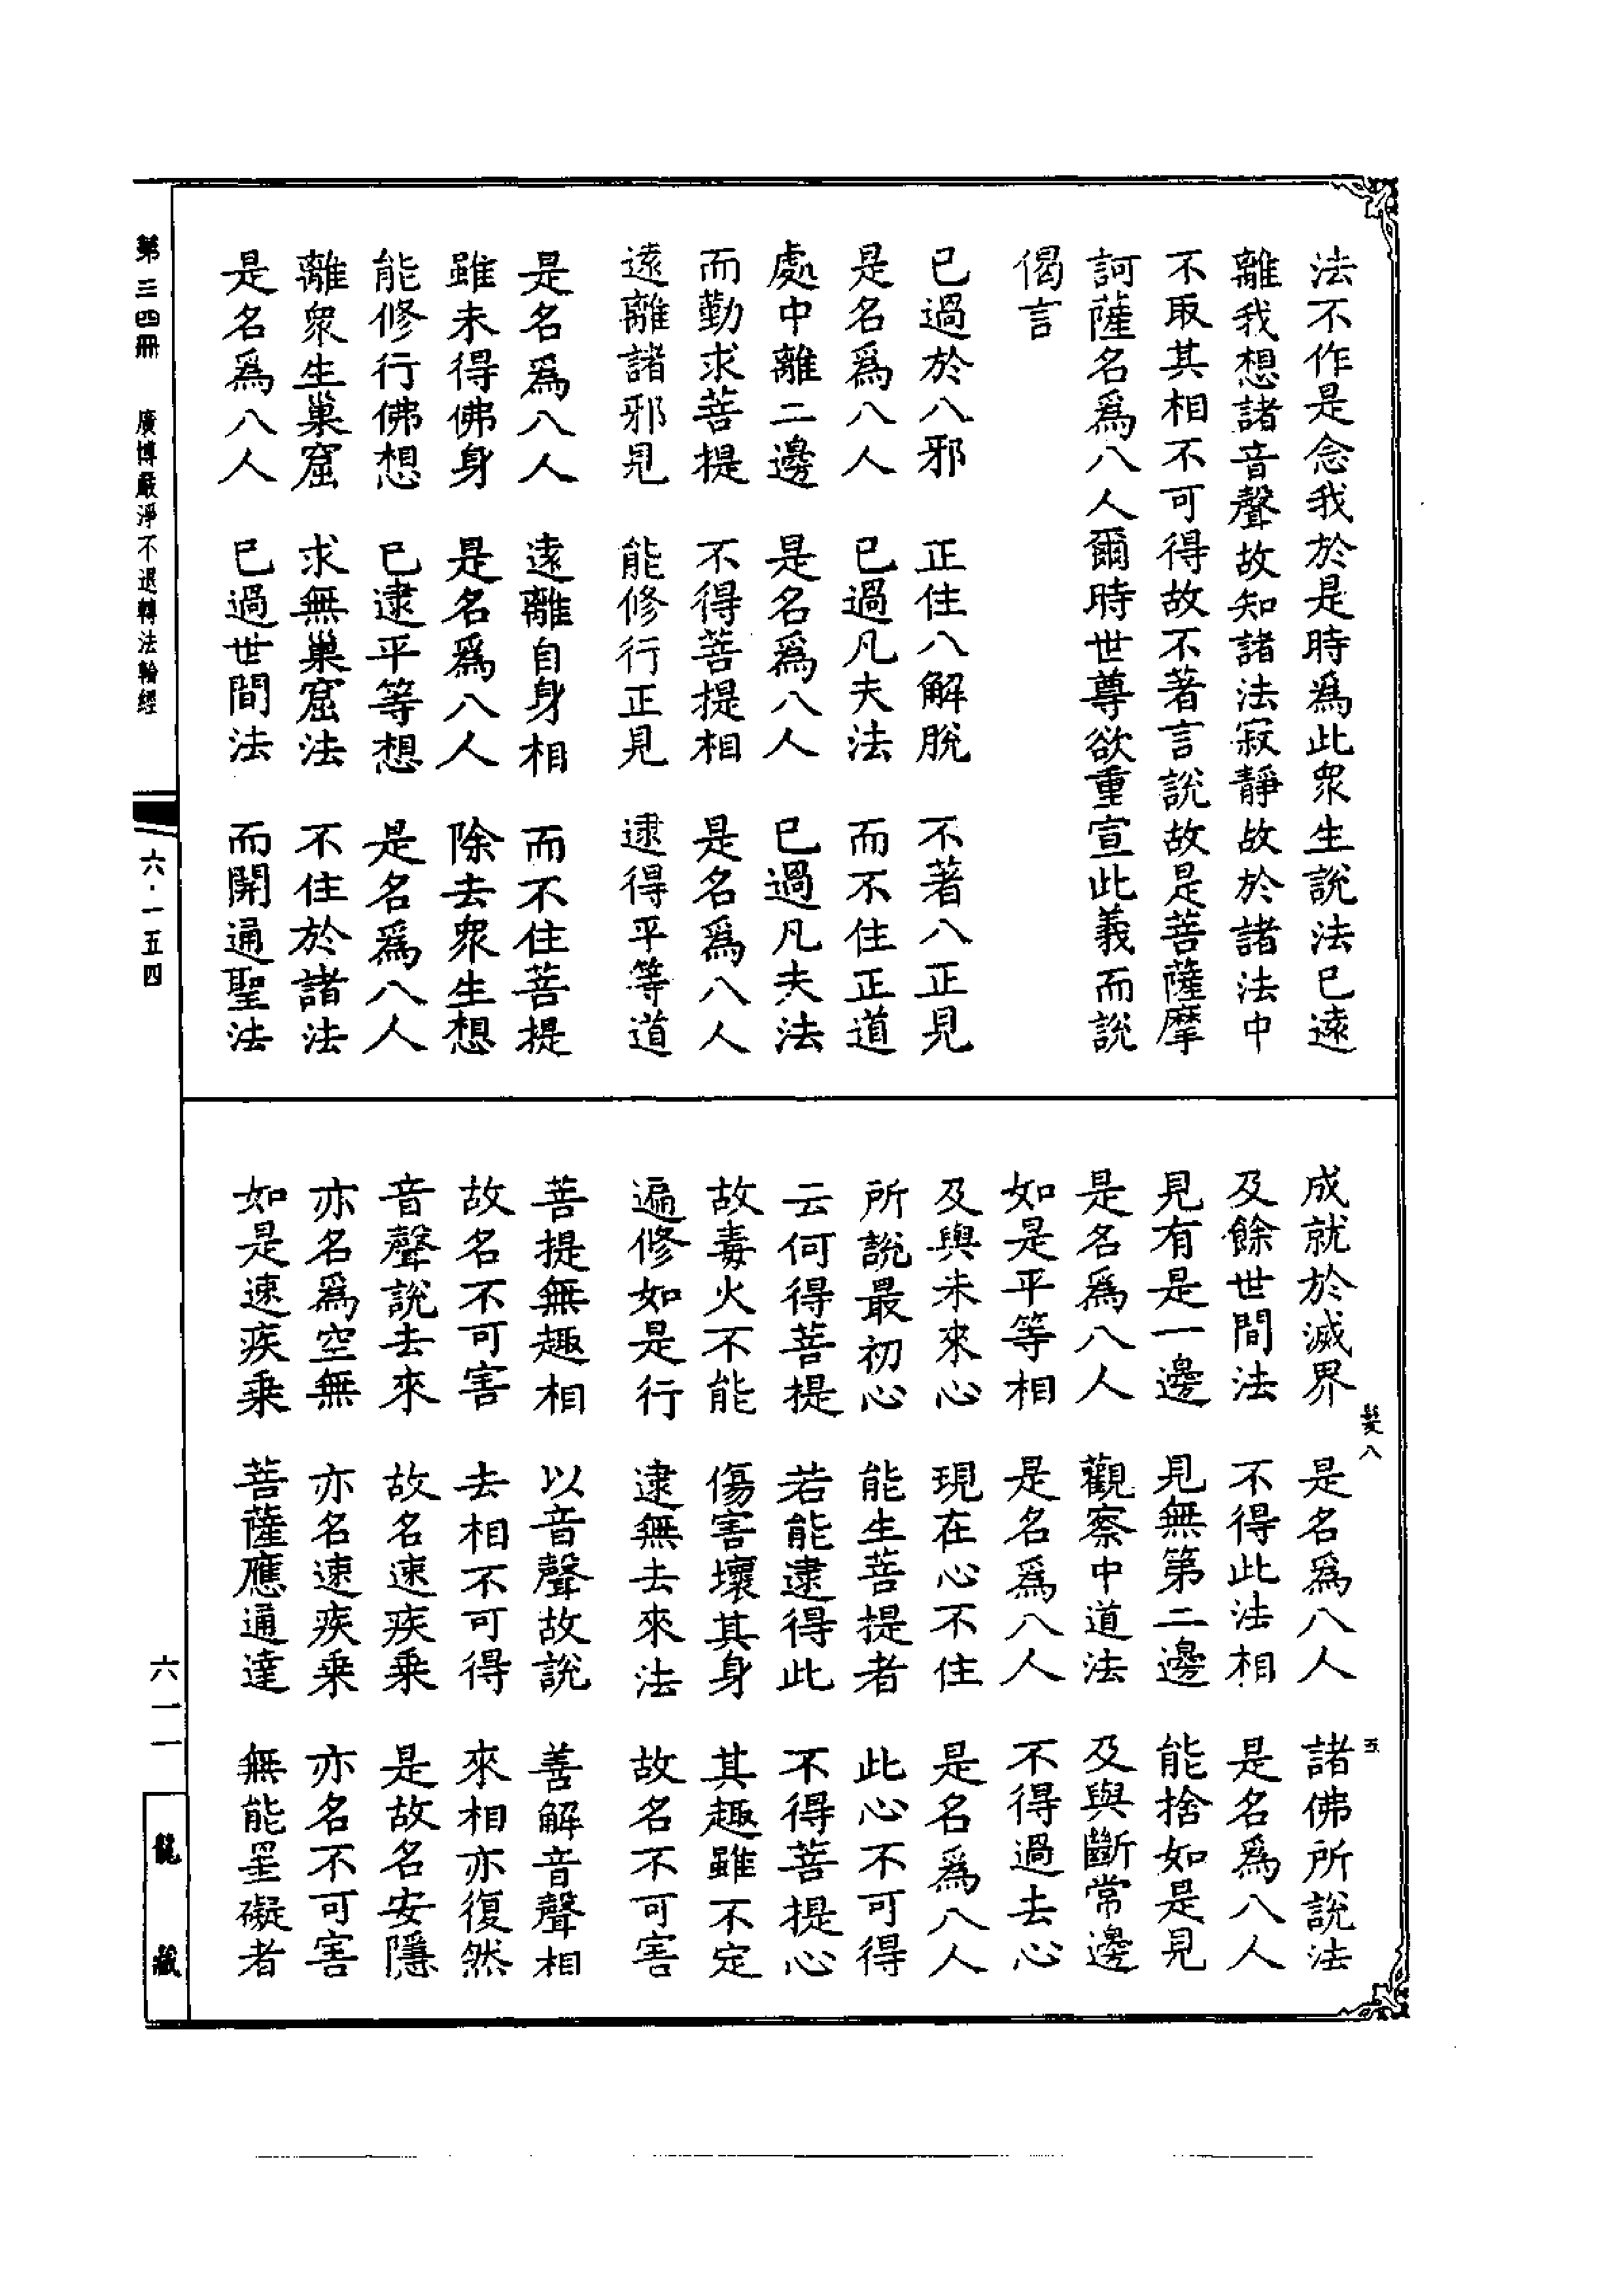 法不作是念我於是時爲此衆生說法已遠
離我想諸音聲故知諸法寂靜故於諸法中
不取其相不可得故不著言說故是菩薩摩
訶薩名爲八人爾時世尊欲重宣此義而說
偈言
已過於八邪　正住八解脫　不著八正見
是名爲八人　已過凡夫法　而不住正道
處中離二邊　是名爲八人　已過凡夫法
而勤求菩提　不得菩提相　是名爲八人
遠離諸邪見　能修行正見　逮得平等道
是名爲八人　遠離自身相　而不住菩提
雖未得佛身　是名爲八人　除去衆生想
能修行佛想　已逮平等想　是名爲八人
離衆生巢窟　求無巢窟法　不住於諸法
是名爲八人　已過世間法　而開通聖法
髮八　五
成就於滅界　是名爲八人　諸佛所說法
及餘世間法　不得此法相　是名爲八人
見有是一邊　見無第二邊　能捨如是見
是名爲八人　觀察中道法　及與斷常邊
如是平等相　是名爲八人　不得過去心
及與未來心　現在心不住　是名爲八人
所說最初心　能生菩提者　此心不可得
云何得菩提　若能逮得此　不得菩提心
故毒火不能　傷害壞其身　其趣雖不定
遍修如是行　逮無去來法　故名不可害
菩提無趣相　以音聲故說　善解音聲相
故名不可害　去相不可得　來相亦復然
音聲說去來　故名速疾乘　是故名安隱
亦名爲空無　亦名速疾乘　亦名不可害
如是速疾乘　菩薩應通達　無能罣礙者
第三四冊　廣博嚴淨不退轉法輪經
六・一五四
六一一
龍藏